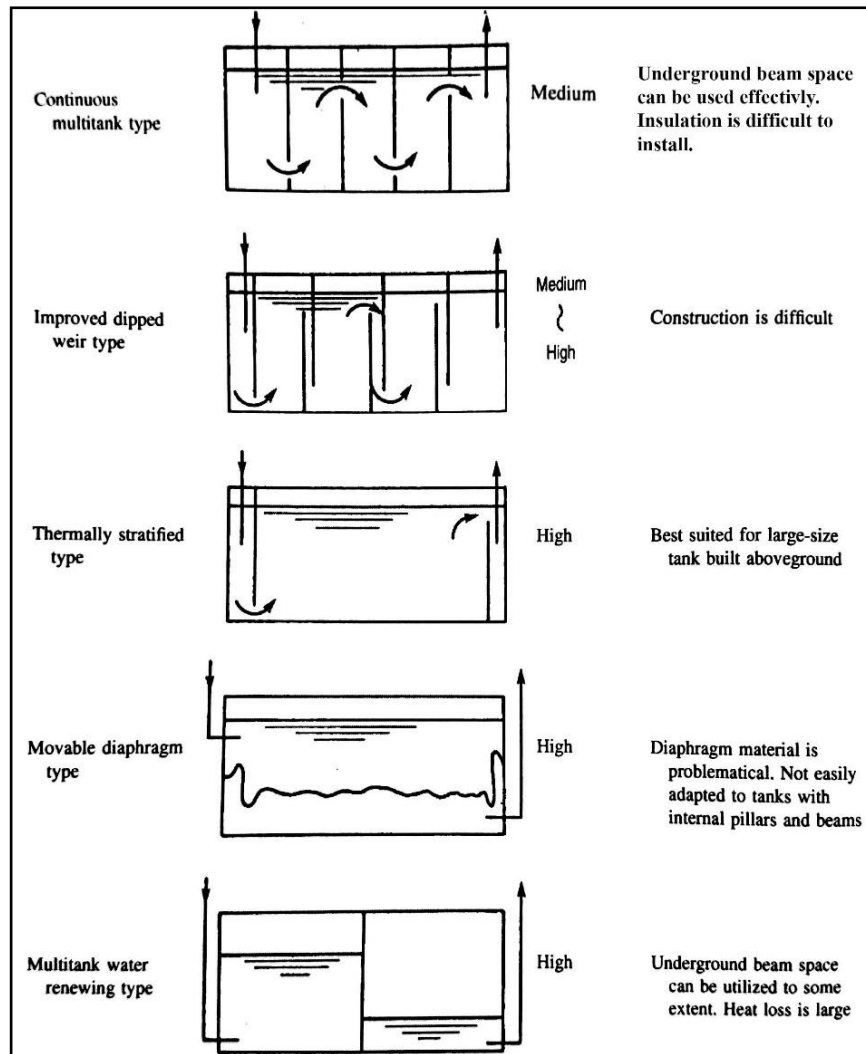 Continuous
multitank type
Medium
Underground beam space
can be used effectivly.
Insulation is difficult to
install.
Improved dipped
weir type
Medium
~
High
Construction is difficult
Thermally stratified
type
High
Best suited for large-size
tank built aboveground
Movable diaphragm
type
High
Diaphragm material is
problematical. Not easily
adapted to tanks with
internal pillars and beams
Multitank water
renewing type
High
Underground beam space
can be utilized to some
extent. Heat loss is large